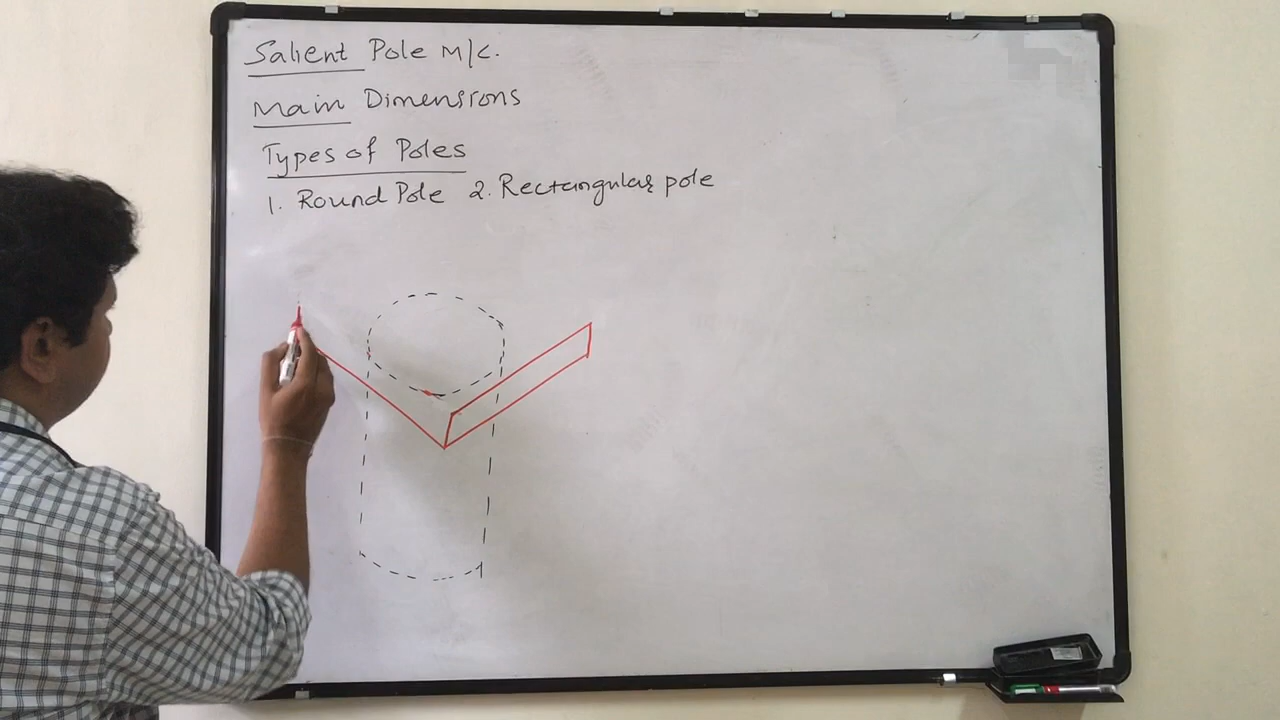 Salient Pole M/c.
Main Dimensions
Types of Poles
1. Round Pole 2. Rectangular pole